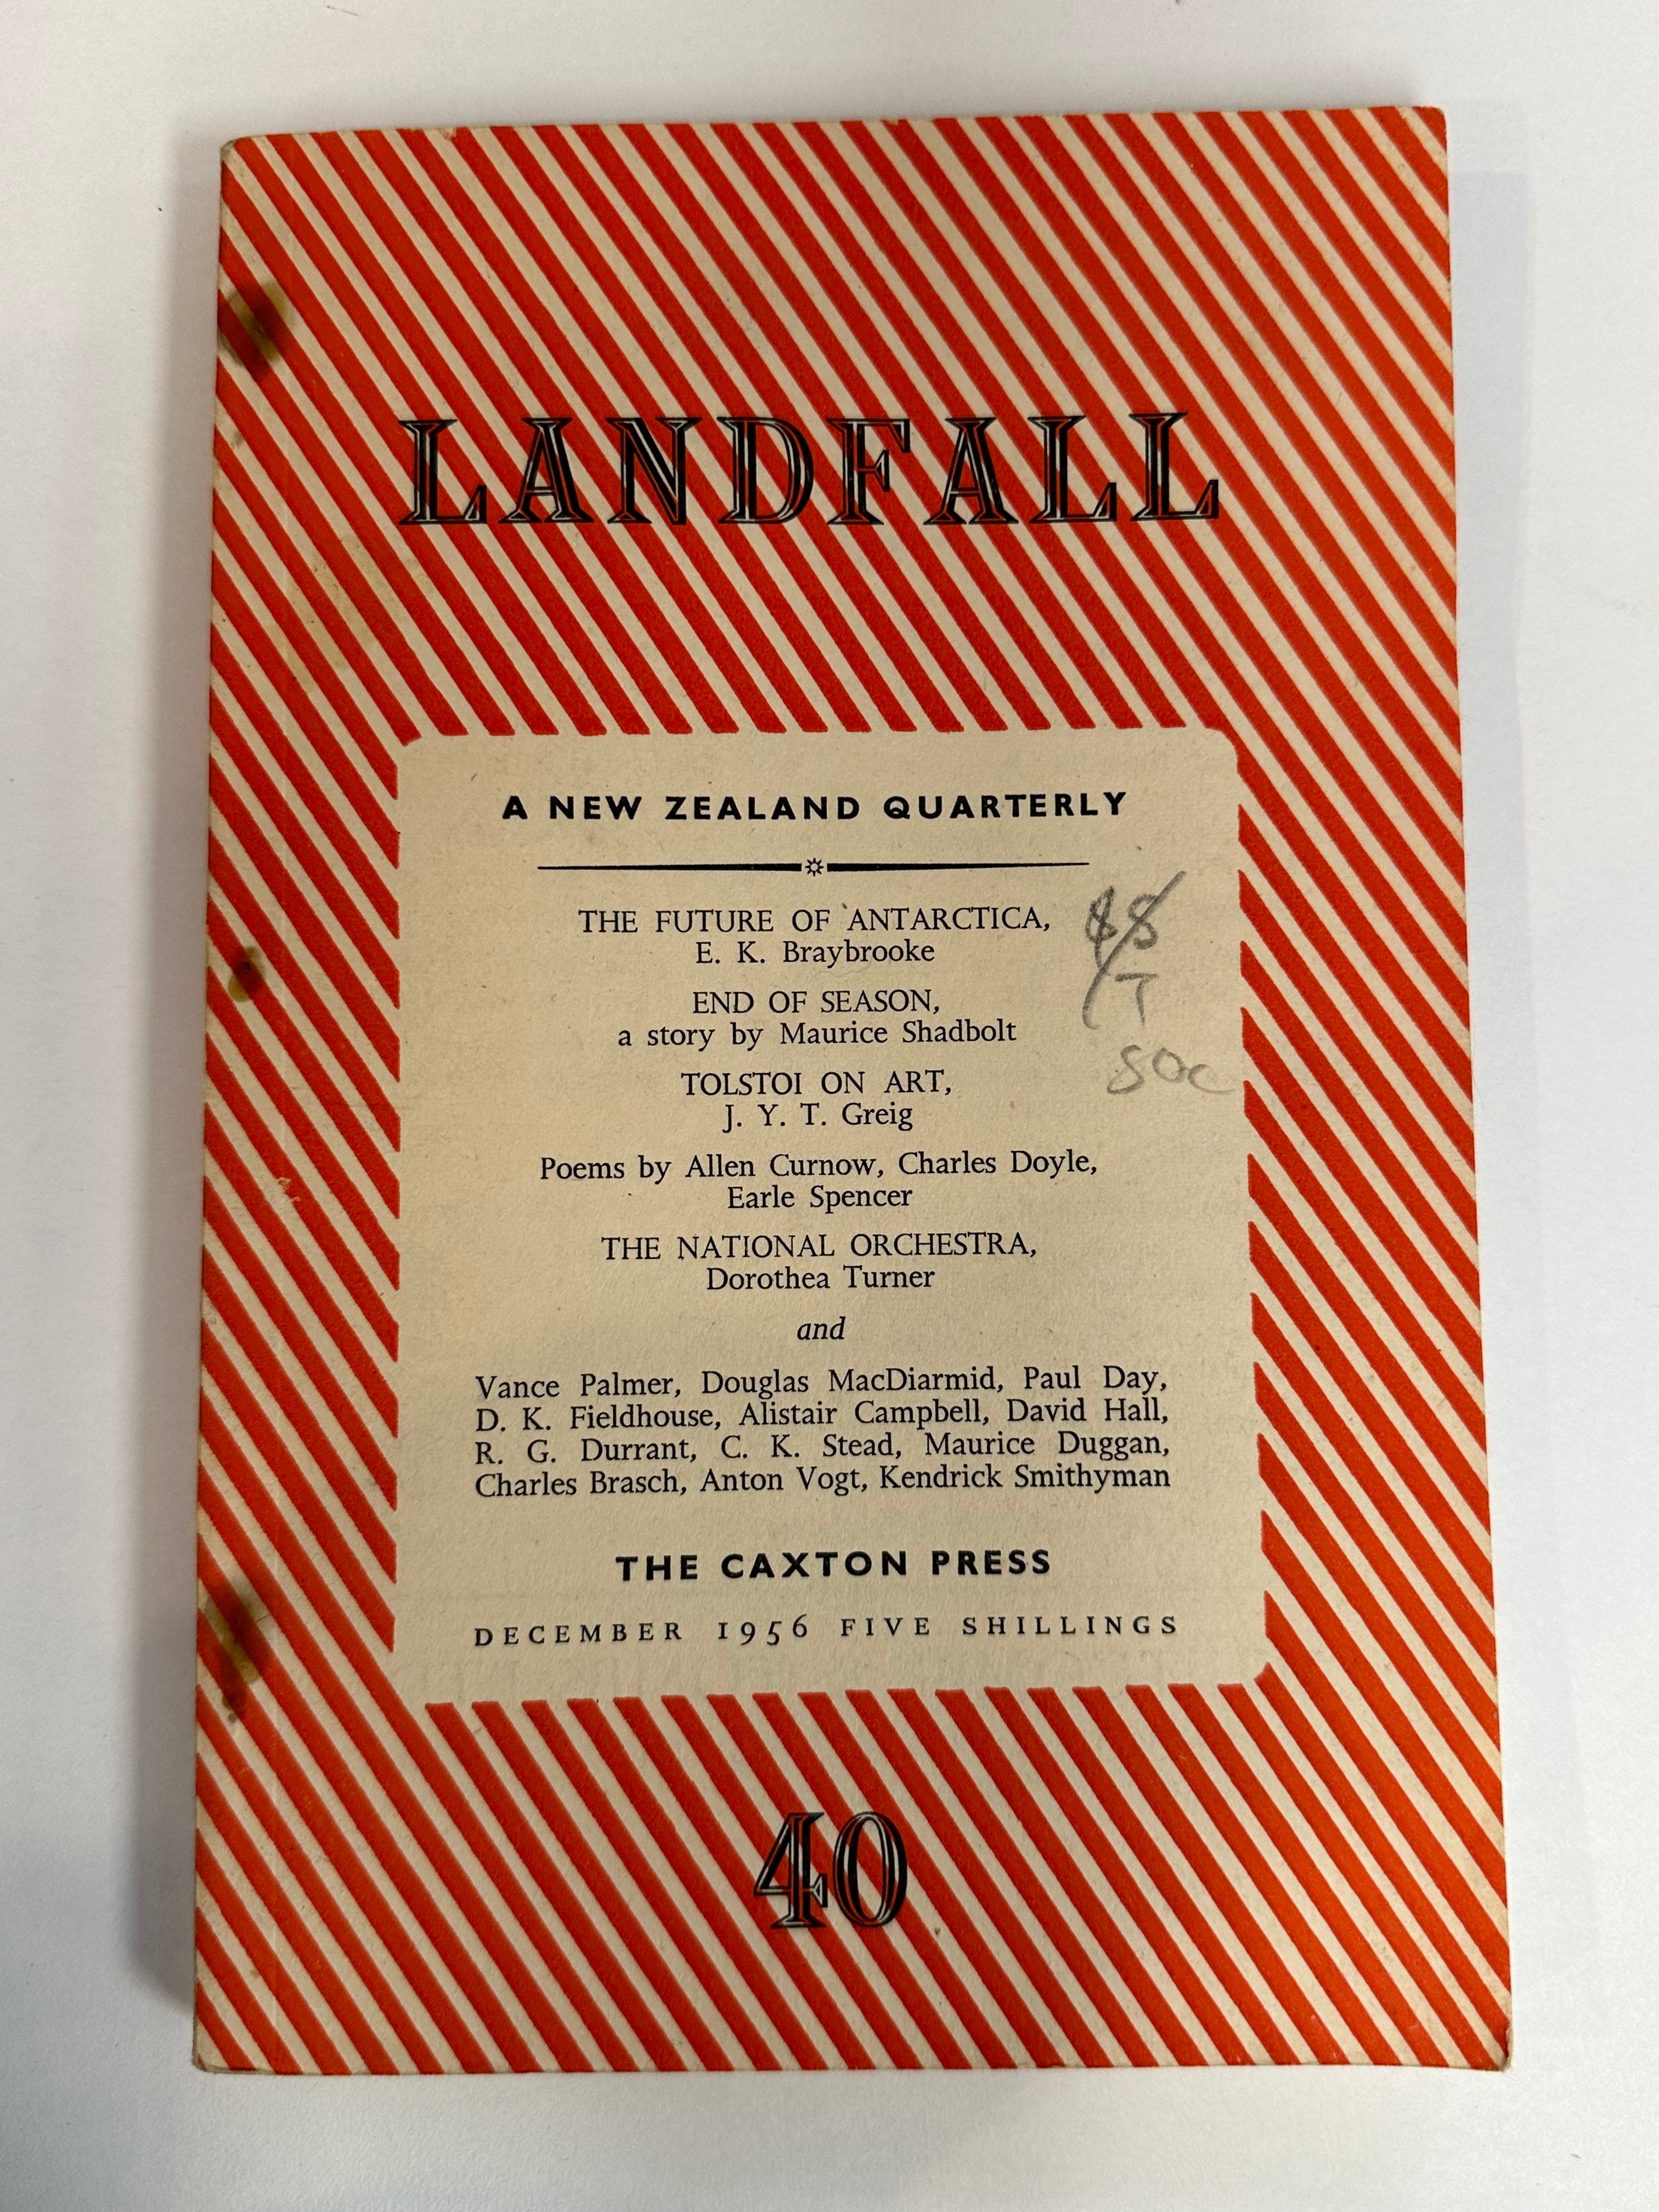 LANDFALL
A NEW ZEALAND QUARTERLY
THE FUTURE OF ANTARCTICA,
E. K. Braybrooke
END OF SEASON,
a story by Maurice Shadbolt
TOLSTOI ON ART,
J. Y. T. Greig
Poems by Allen Curnow, Charles Doyle,
Earle Spencer
THE NATIONAL ORCHESTRA,
Dorothea Turner
and
Vance Palmer, Douglas MacDiarmid, Paul Day,
D. K. Fieldhouse, Alistair Campbell, David Hall,
R. G. Durrant, C. K. Stead, Maurice Duggan,
Charles Brasch, Anton Vogt, Kendrick Smithyman
THE CAXTON PRESS
DECEMBER 1956 FIVE SHILLINGS
40
T
50c